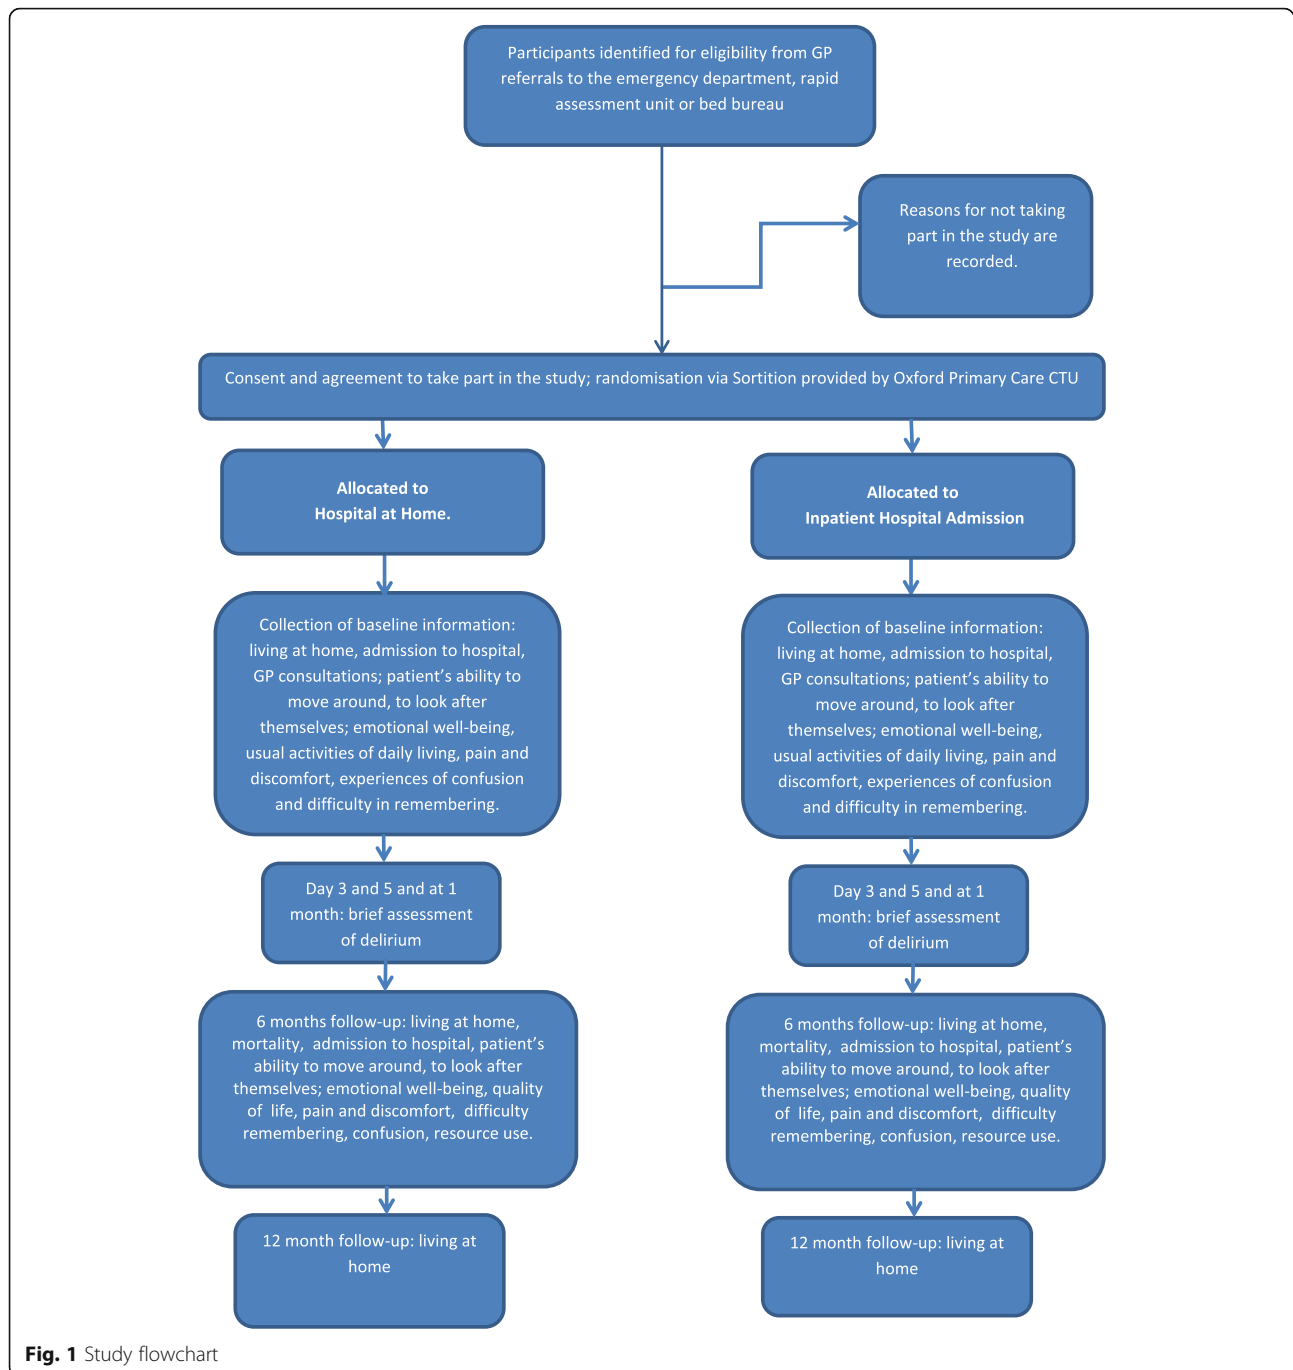 Participants identified for eligibility from GP
referrals to the emergency department, rapid
assessment unit or bed bureau
Reasons for not taking
part in the study are
recorded.
Consent and agreement to take part in the study; randomisation via Sortition provided by Oxford Primary Care CTU
Allocated to
Hospital at Home.
Allocated to
Inpatient Hospital Admission
Collection of baseline information:
living at home, admission to hospital,
GP consultations; patient’s ability to
move around, to look after
themselves; emotional well-being,
usual activities of daily living, pain and
discomfort, experiences of confusion
and difficulty in remembering.
Collection of baseline information:
living at home, admission to hospital,
GP consultations; patient’s ability to
move around, to look after
themselves; emotional well-being,
usual activities of daily living, pain and
discomfort, experiences of confusion
and difficulty in remembering.
Day 3 and 5 and at 1
month: brief assessment
of delirium
Day 3 and 5 and at 1
month: brief assessment
of delirium
6 months follow-up: living at home,
mortality, admission to hospital, patient’s
ability to move around, to look after
themselves; emotional well-being, quality
of life, pain and discomfort, difficulty
remembering, confusion, resource use.
6 months follow-up: living at home,
mortality, admission to hospital, patient’s
ability to move around, to look after
themselves; emotional well-being, quality
of life, pain and discomfort, difficulty
remembering, confusion, resource use.
12 month follow-up: living at
home
12 month follow-up: living at
home
Fig. 1 Study flowchart